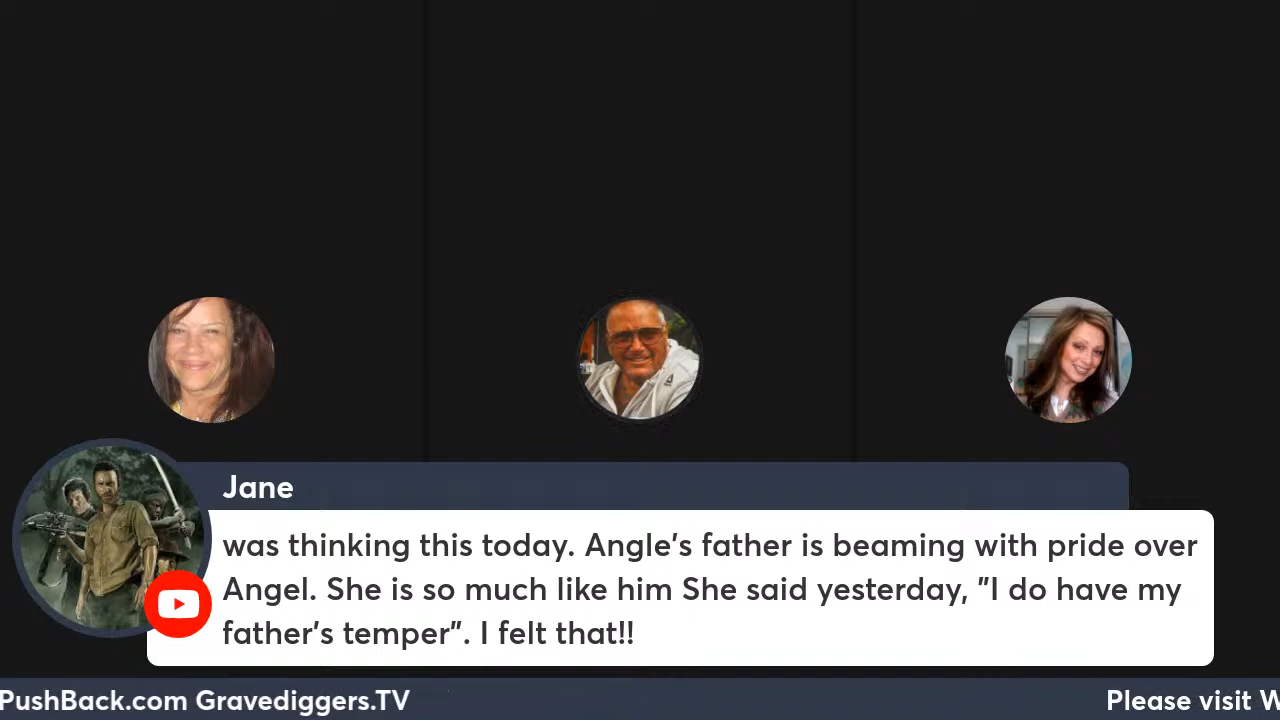 Jane
was thinking this today. Angle's father is beaming with pride over
Angel. She is so much like him She said yesterday, "I do have my
father's temper". I felt that!!
PushBack.com Gravediggers.TV
Please visit W